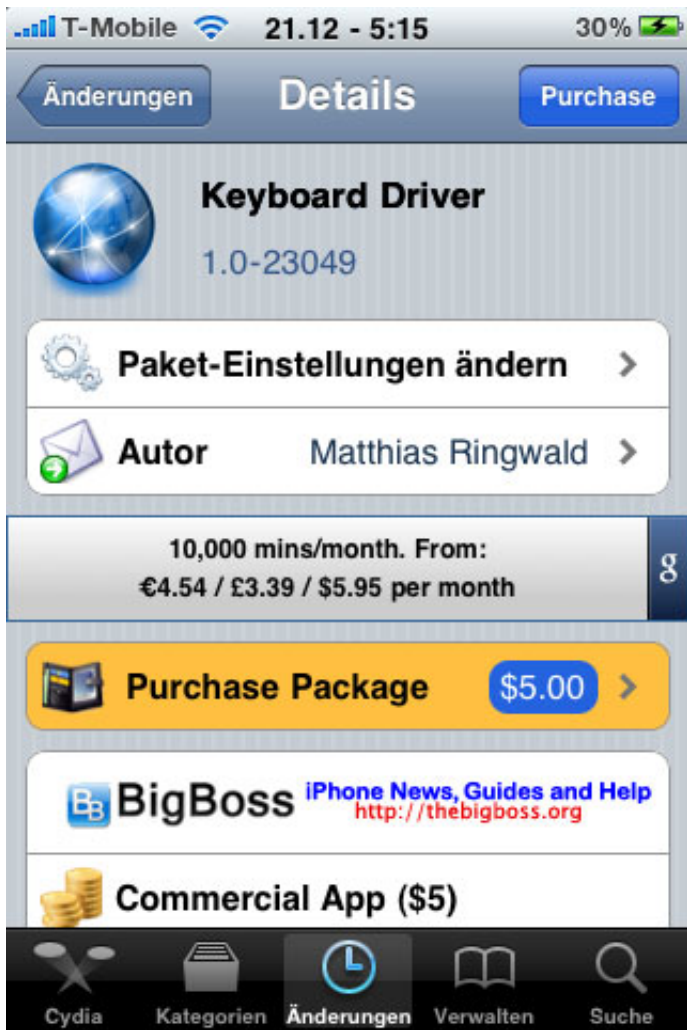 T-Mobile 21.12 - 5:15 30%
Änderungen Details Purchase
Keyboard Driver
1.0-23049
Paket-Einstellungen ändern
Autor Matthias Ringwald
10,000 mins/month. From:
€4.54 / £3.39 / $5.95 per month
g
Purchase Package $5.00
BB BigBoss iPhone News, Guides and Help
http://thebigboss.org
Commercial App ($5)
Cydia Kategorien Änderungen Verwalten Suche